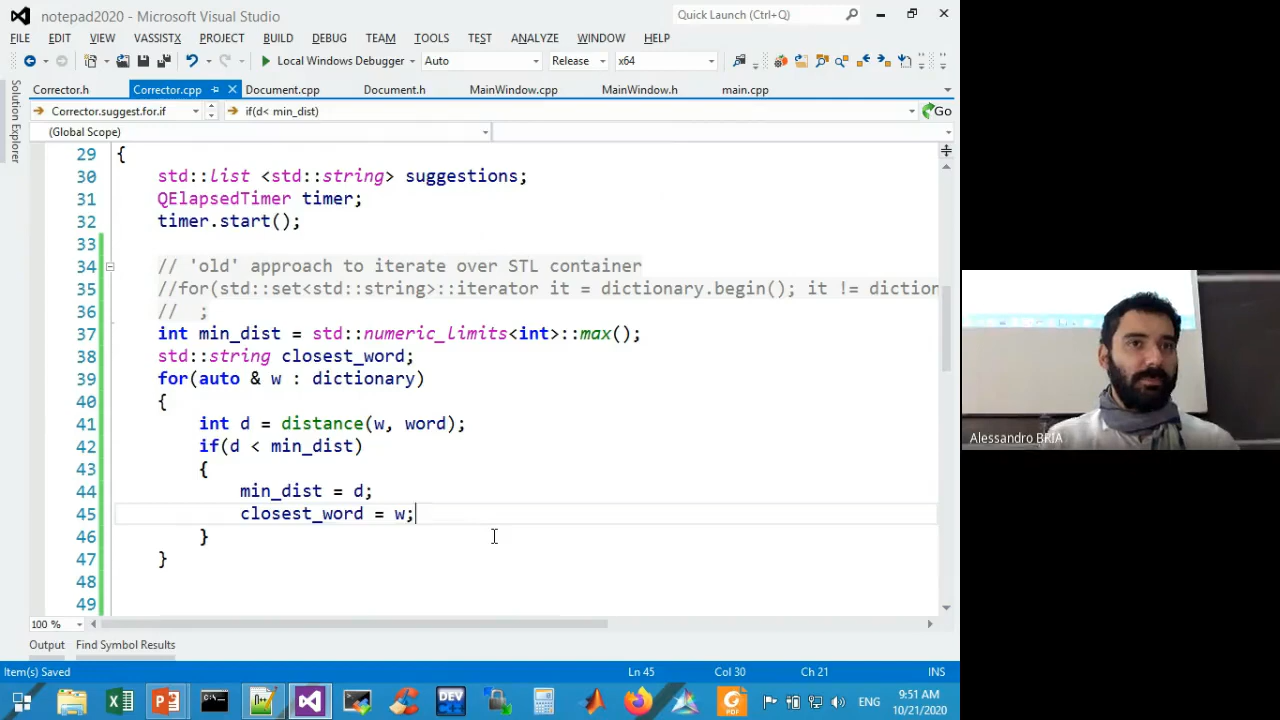 notepad2020 - Microsoft Visual Studio
Quick Launch (Ctrl+Q)
FILE EDIT VIEW VASSISTX PROJECT BUILD DEBUG TEAM TOOLS TEST ANALYZE WINDOW HELP
Local Windows Debugger Auto Release x64
Solution Explorer
Corrector.h Corrector.cpp Document.cpp Document.h MainWindow.cpp MainWindow.h main.cpp
Corrector.suggest.for.if if(d< min_dist) Go
(Global Scope)
29 {
30 std::list <std::string> suggestions;
31 QElapsedTimer timer;
32 timer.start();
33
34 // 'old' approach to iterate over STL container
35 //for(std::set<std::string>::iterator it = dictionary.begin(); it != diction
36 // ;
37 int min_dist = std::numeric_limits<int>::max();
38 std::string closest_word;
39 for(auto & w : dictionary)
40 {
41 int d = distance(w, word);
42 if(d < min_dist)
43 {
44 min_dist = d;
45 closest_word = w;
46 }
47 }
48
49
100 %
Output Find Symbol Results
Item(s) Saved Ln 45 Col 30 Ch 21 INS
DEV C++ PDF ENG 9:51 AM
10/21/2020
Alessandro BRIA